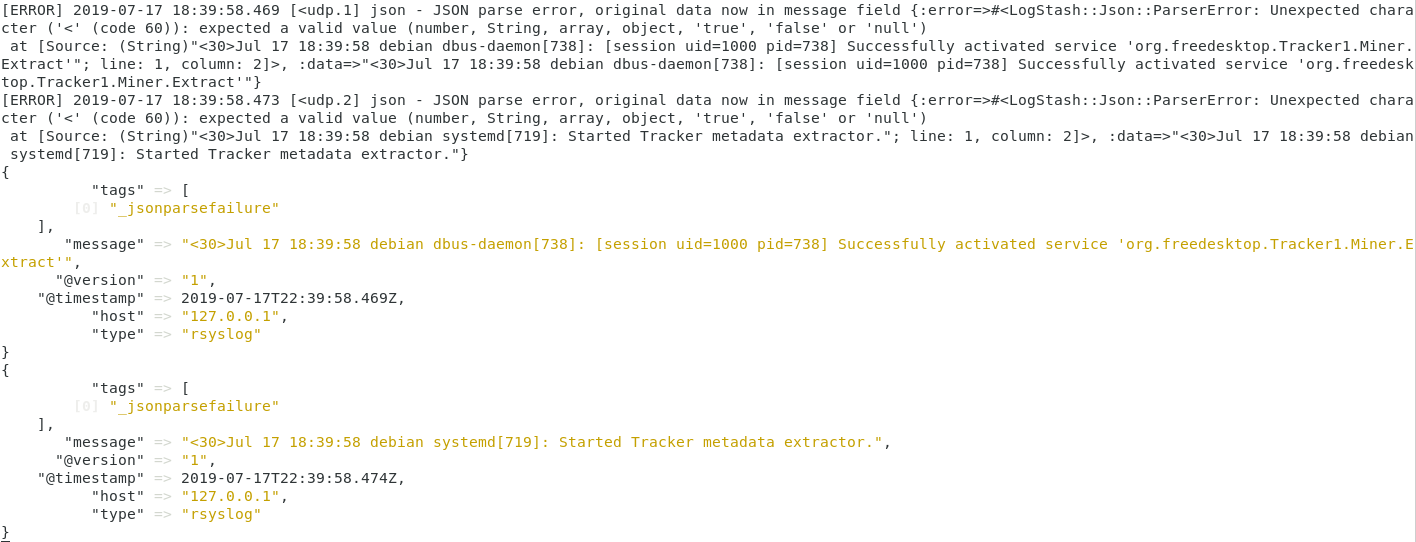 [ERROR] 2019-07-17 18:39:58.469 [<udp.1] json - JSON parse error, original data now in message field {:error=>#<LogStash::Json::ParserError: Unexpected chara
cter ('<' (code 60)): expected a valid value (number, String, array, object, 'true', 'false' or 'null')
 at [Source: (String)"<30>Jul 17 18:39:58 debian dbus-daemon[738]: [session uid=1000 pid=738] Successfully activated service 'org.freedesktop.Tracker1.Miner.
Extract'"; line: 1, column: 2]>, :data=>"<30>Jul 17 18:39:58 debian dbus-daemon[738]: [session uid=1000 pid=738] Successfully activated service 'org.freedesk
top.Tracker1.Miner.Extract'"}
[ERROR] 2019-07-17 18:39:58.473 [<udp.2] json - JSON parse error, original data now in message field {:error=>#<LogStash::Json::ParserError: Unexpected chara
cter ('<' (code 60)): expected a valid value (number, String, array, object, 'true', 'false' or 'null')
 at [Source: (String)"<30>Jul 17 18:39:58 debian systemd[719]: Started Tracker metadata extractor."; line: 1, column: 2]>, :data=>"<30>Jul 17 18:39:58 debian
 systemd[719]: Started Tracker metadata extractor."}
{
          "tags" => [
        [0] "_jsonparsefailure"
    ],
       "message" => "<30>Jul 17 18:39:58 debian dbus-daemon[738]: [session uid=1000 pid=738] Successfully activated service 'org.freedesktop.Tracker1.Miner.E
xtract'",
      "@version" => "1",
    "@timestamp" => 2019-07-17T22:39:58.469Z,
          "host" => "127.0.0.1",
          "type" => "rsyslog"
}
{
          "tags" => [
        [0] "_jsonparsefailure"
    ],
       "message" => "<30>Jul 17 18:39:58 debian systemd[719]: Started Tracker metadata extractor.",
      "@version" => "1",
    "@timestamp" => 2019-07-17T22:39:58.474Z,
          "host" => "127.0.0.1",
          "type" => "rsyslog"
}